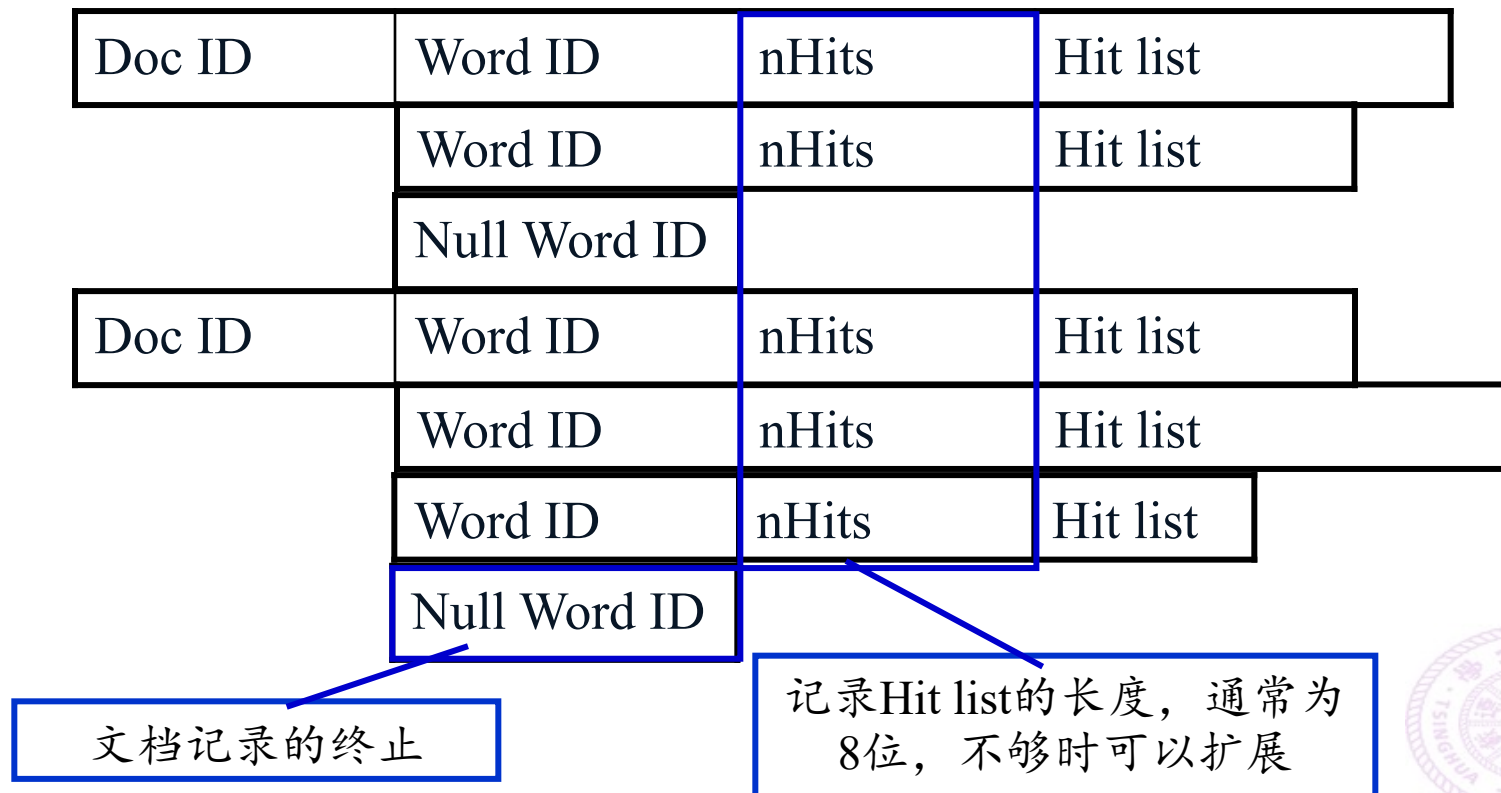 Doc ID Word ID nHits Hit list
Word ID nHits Hit list
Null Word ID
Doc ID Word ID nHits Hit list
Word ID nHits Hit list
Word ID nHits Hit list
Null Word ID
文档记录的终止
记录Hit list的长度，通常为
8位，不够时可以扩展